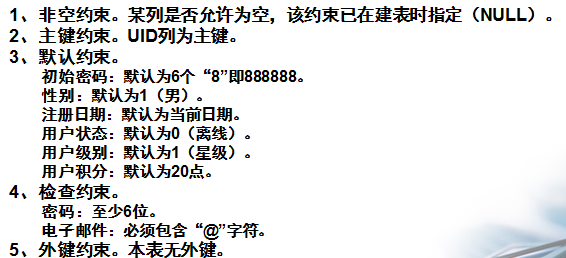 1、非空约束。某列是否允许为空，该约束已在建表时指定（NULL）。
2、主键约束。UID列为主键。
3、默认约束。
初始密码：默认为6个“8”即888888。
性别：默认为1（男）。
注册日期：默认为当前日期。
用户状态：默认为0（离线）。
用户级别：默认为1（星级）。
用户积分：默认为20点。
4、检查约束。
密码：至少6位。
电子邮件：必须包含“@”字符。
5、外键约束。本表无外键。